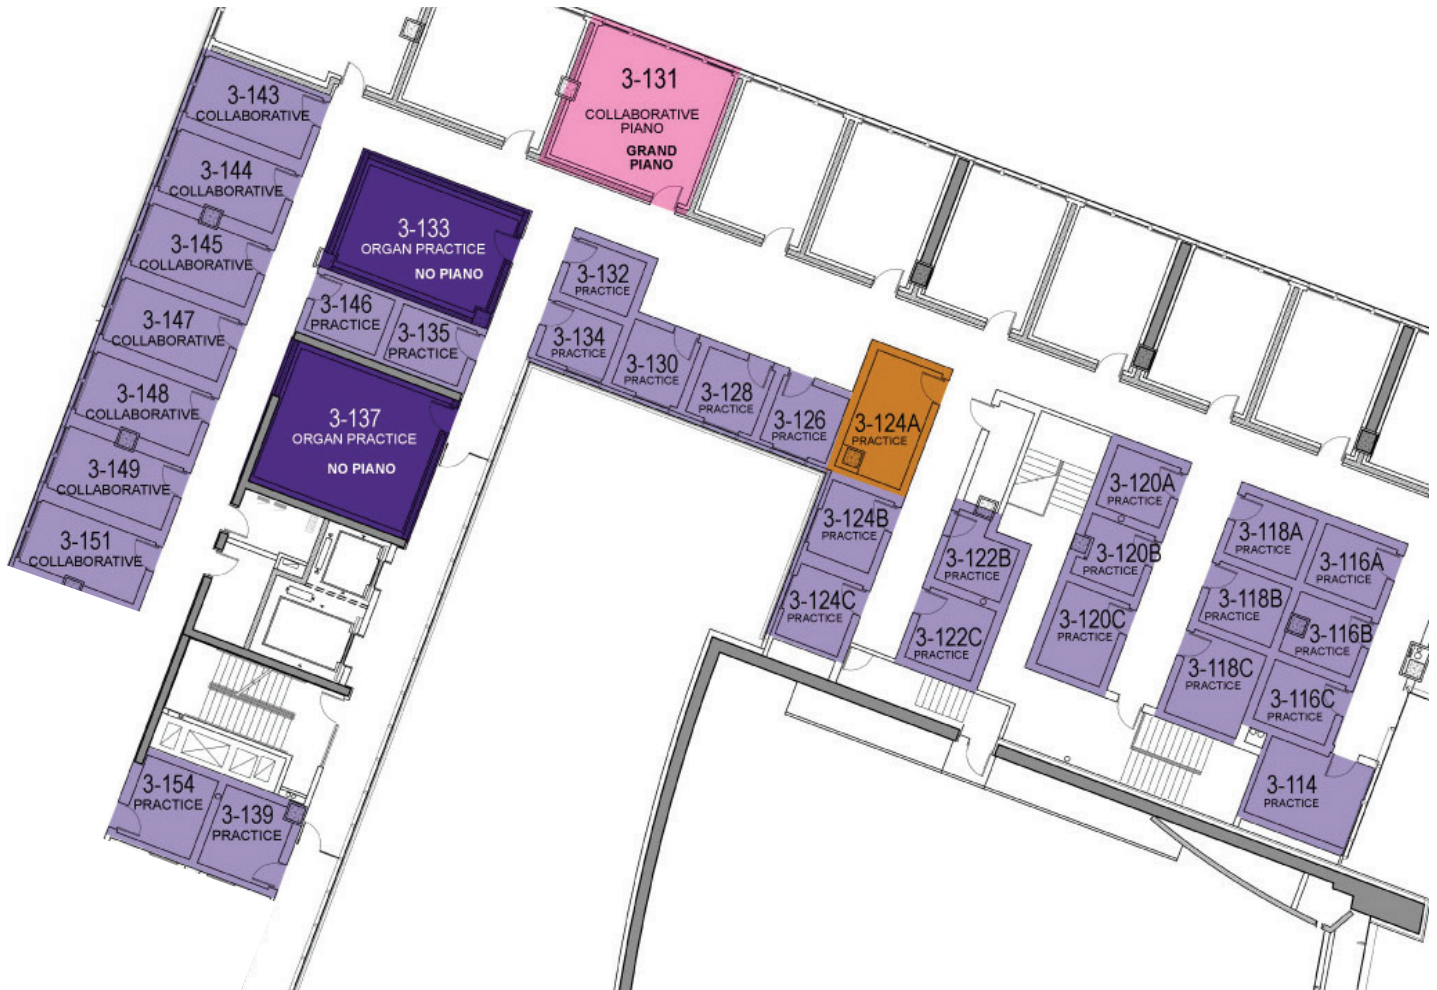 3-143
COLLABORATIVE
3-144
COLLABORATIVE
3-145
COLLABORATIVE
3-147
COLLABORATIVE
3-148
COLLABORATIVE
3-149
COLLABORATIVE
3-151
COLLABORATIVE
3-154
PRACTICE
3-139
PRACTICE
3-133
ORGAN PRACTICE
NO PIANO
3-146
PRACTICE
3-135
PRACTICE
3-137
ORGAN PRACTICE
NO PIANO
3-131
COLLABORATIVE
PIANO
GRAND
PIANO
3-132
PRACTICE
3-134
PRACTICE
3-130
PRACTICE
3-128
PRACTICE
3-126
PRACTICE
3-124A
PRACTICE
3-124B
PRACTICE
3-124C
PRACTICE
3-122B
PRACTICE
3-122C
PRACTICE
3-120A
PRACTICE
3-120B
PRACTICE
3-120C
PRACTICE
3-118A
PRACTICE
3-118B
PRACTICE
3-118C
PRACTICE
3-116A
PRACTICE
3-116B
PRACTICE
3-116C
PRACTICE
3-114
PRACTICE